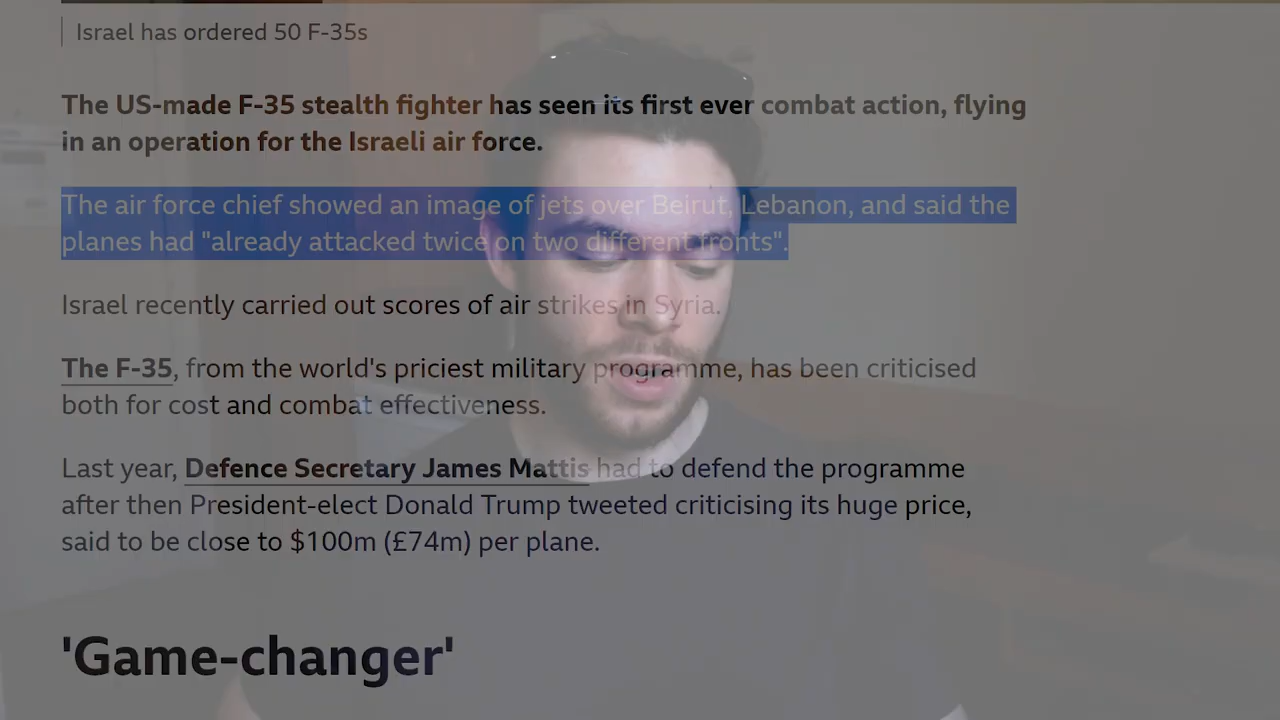 Israel has ordered 50 F-35s
The US-made F-35 stealth fighter has seen its first ever combat action, flying
in an operation for the Israeli air force.
The air force chief showed an image of jets over Beirut, Lebanon, and said the
planes had "already attacked twice on two different fronts".
Israel recently carried out scores of air strikes in Syria.
The F-35, from the world's priciest military programme, has been criticised
both for cost and combat effectiveness.
Last year, Defence Secretary James Mattis had to defend the programme
after then President-elect Donald Trump tweeted criticising its huge price,
said to be close to $100m (£74m) per plane.
'Game-changer'